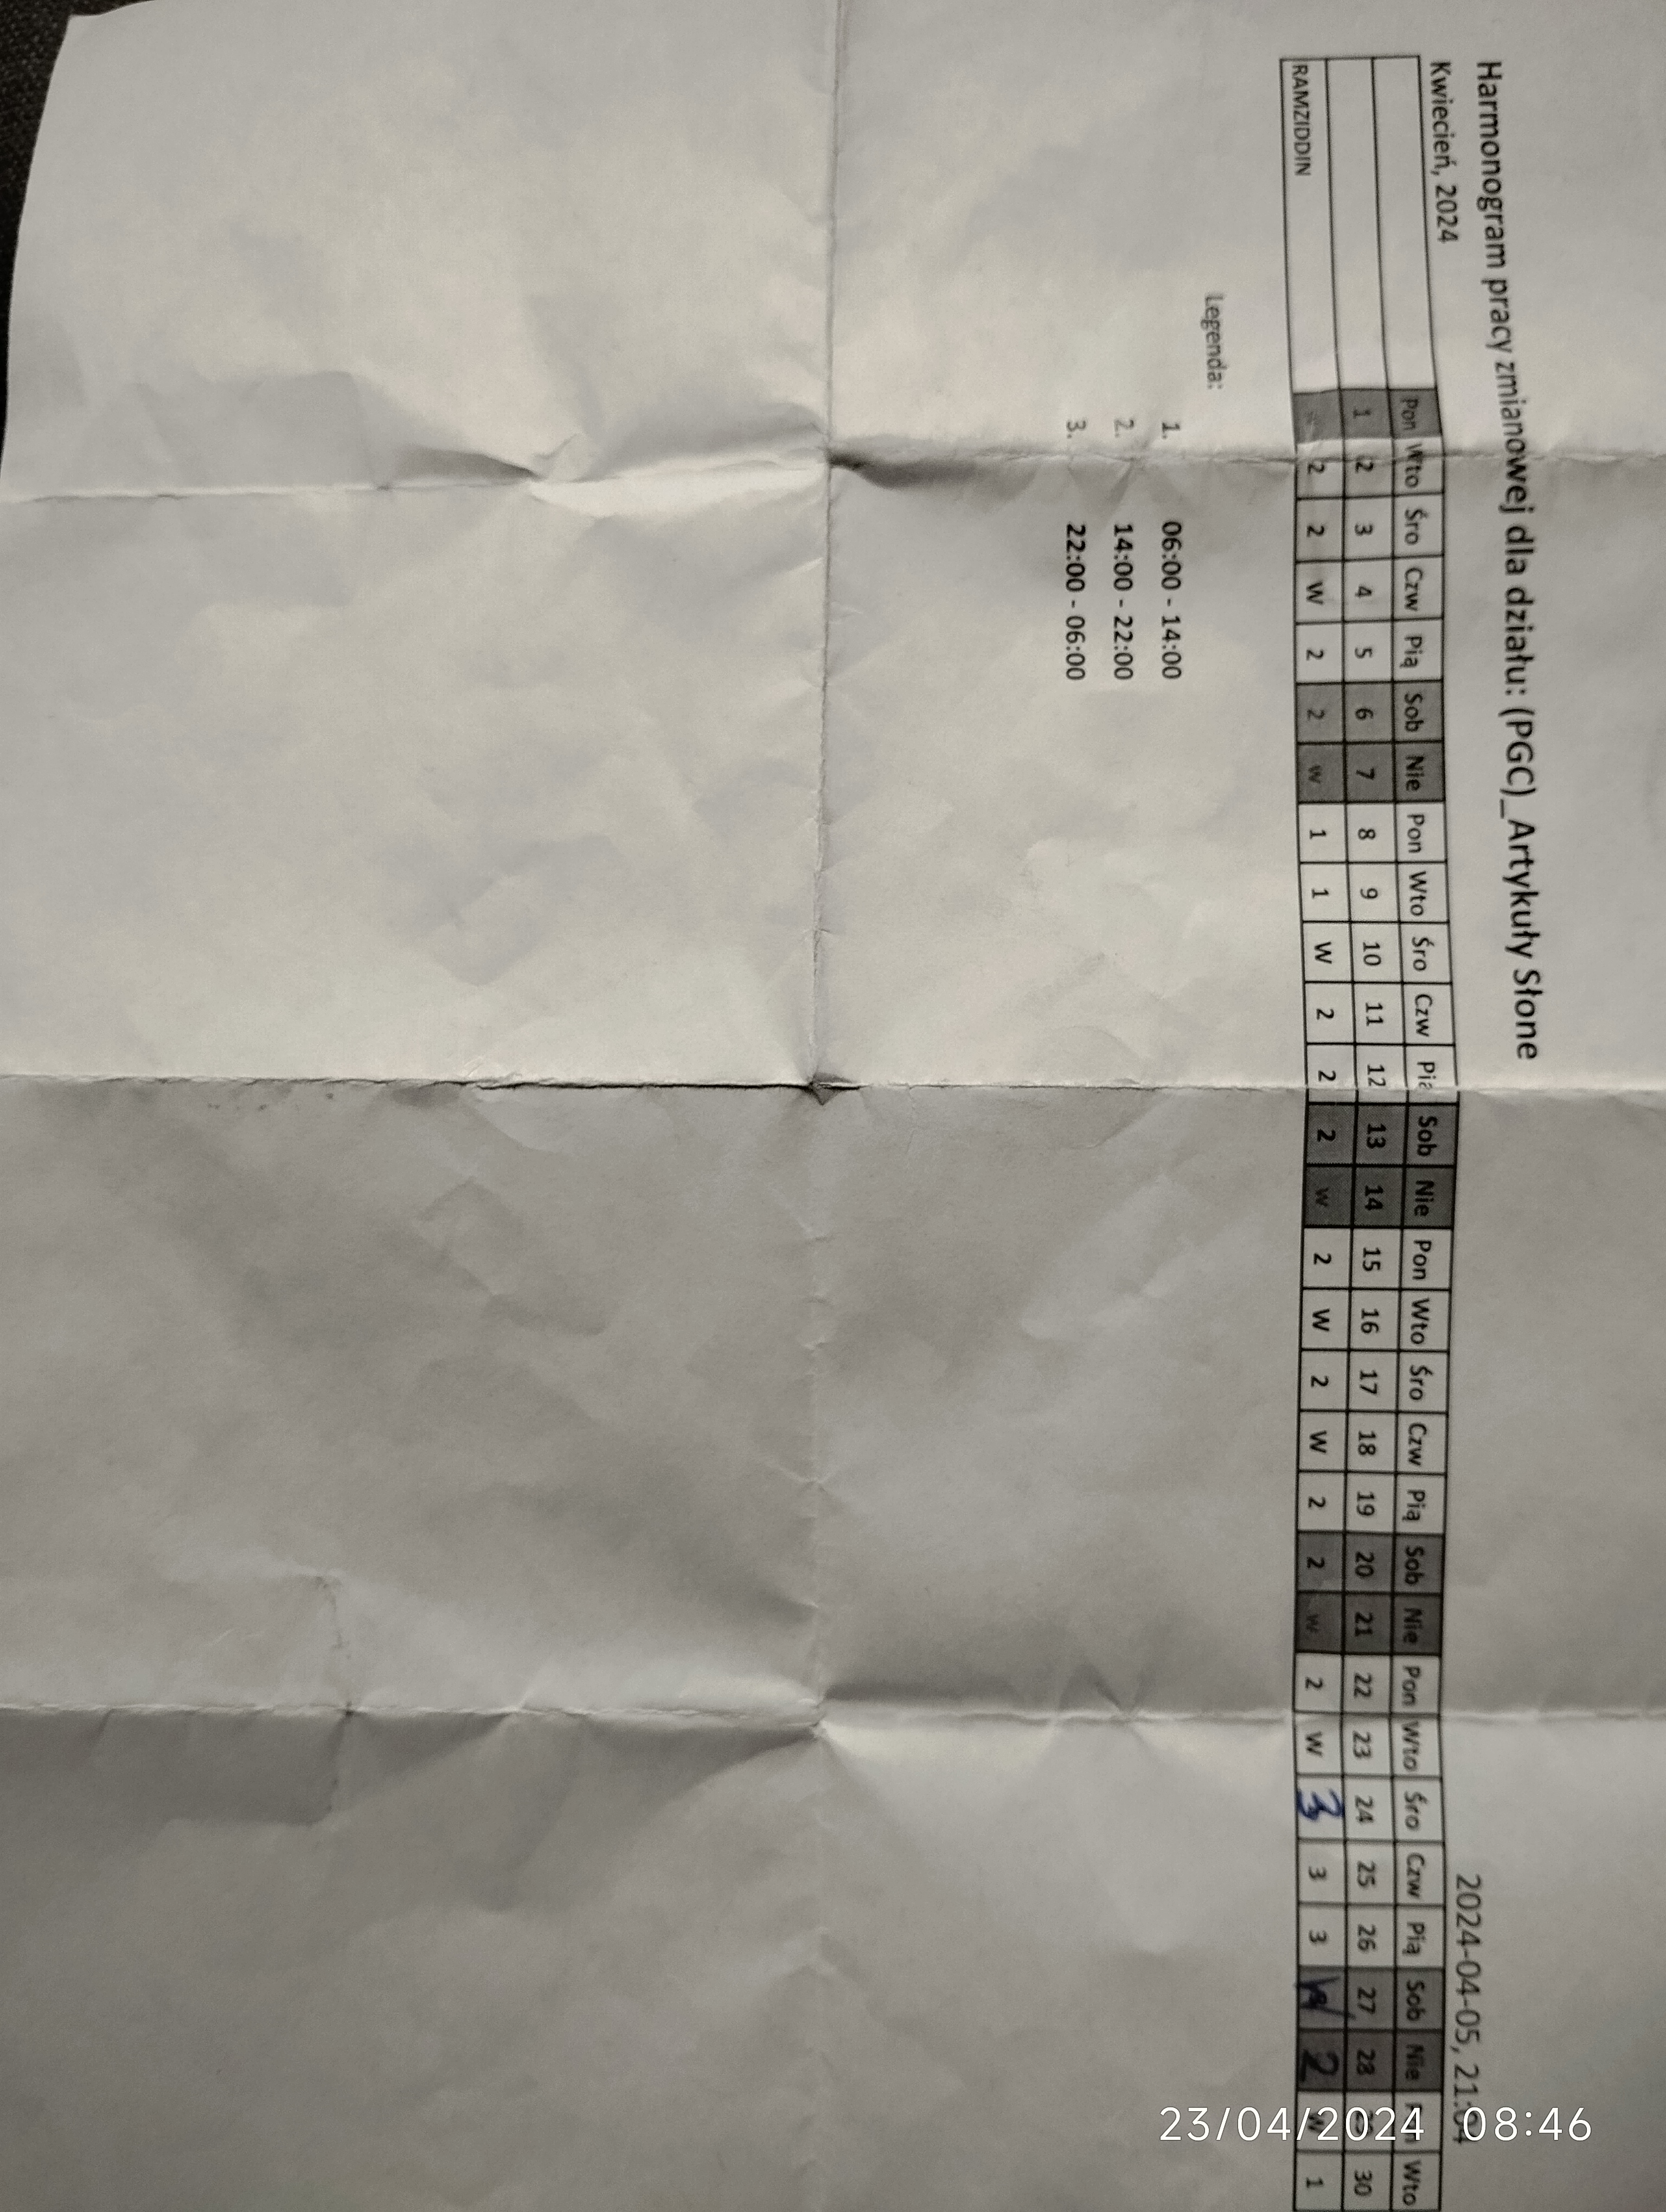 Harmonogram pracy zmianowej dla działu: (PGC)_Artykuły Słone
Kwiecień, 2024 2024-04-05,
Pon Wto Śro Czw Pią Sob Nie Pon Wto Śro Czw Pią Sob Nie Pon Wto Śro Czw Pią Sob Nie Pon Wto Śro Czw Pią Sob Nie Wto
1 2 3 4 5 6 7 8 9 10 11 12 13 14 15 16 17 18 19 20 21 22 23 24 25 26 27 28 30
RAMZIDDIN 2 2 W 2 2 W 1 1 W 2 2 2 W 2 W 2 W 2 2 W 2 W 3 3 3 W 2 1
Legenda:
1. 06:00 - 14:00
2. 14:00 - 22:00
3. 22:00 - 06:00
23/04/2024 08:46